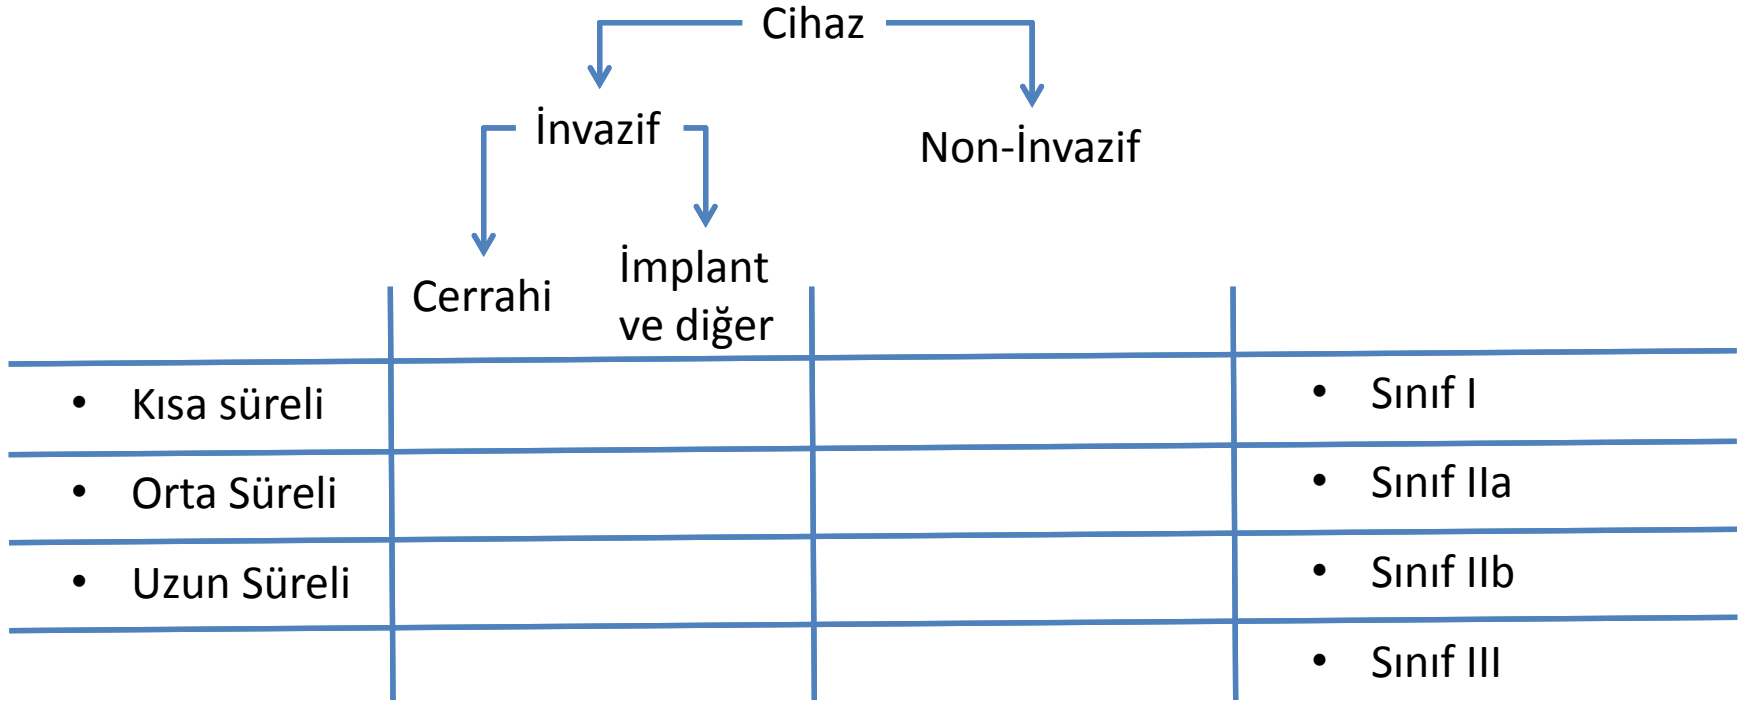 Cihaz
İnvazif
Non-İnvazif
Cerrahi
İmplant
ve diğer
• Kısa süreli
• Sınıf I
• Orta Süreli
• Sınıf IIa
• Uzun Süreli
• Sınıf IIb
• Sınıf III